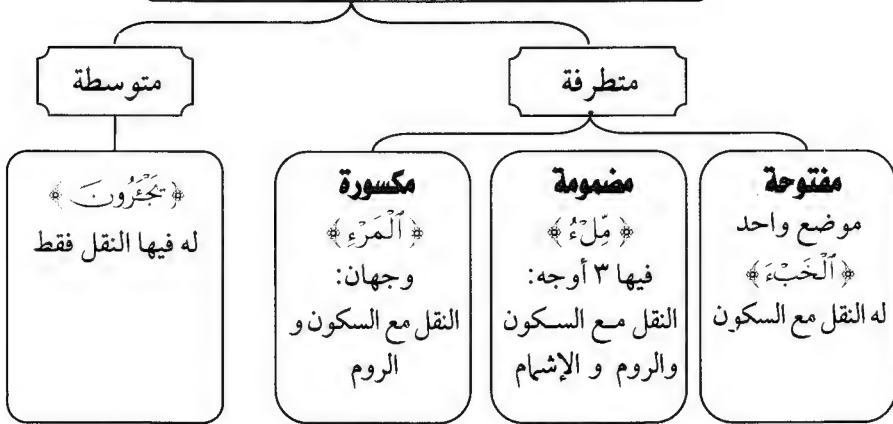 متطرفة
متوسطة
مفتوحة
موضع واحد
﴿ٱلْخَبْءَ﴾
له النقل مع السكون
مضمومة
﴿مِّلْءُ﴾
فيها ٣ أوجه:
النقل مع السكون
والروم و الإشمام
مكسورة
﴿ٱلْمَرْءِ﴾
وجهان:
النقل مع السكون و
الروم
﴿تَجْـَٔرُونَ﴾
له فيها النقل فقط